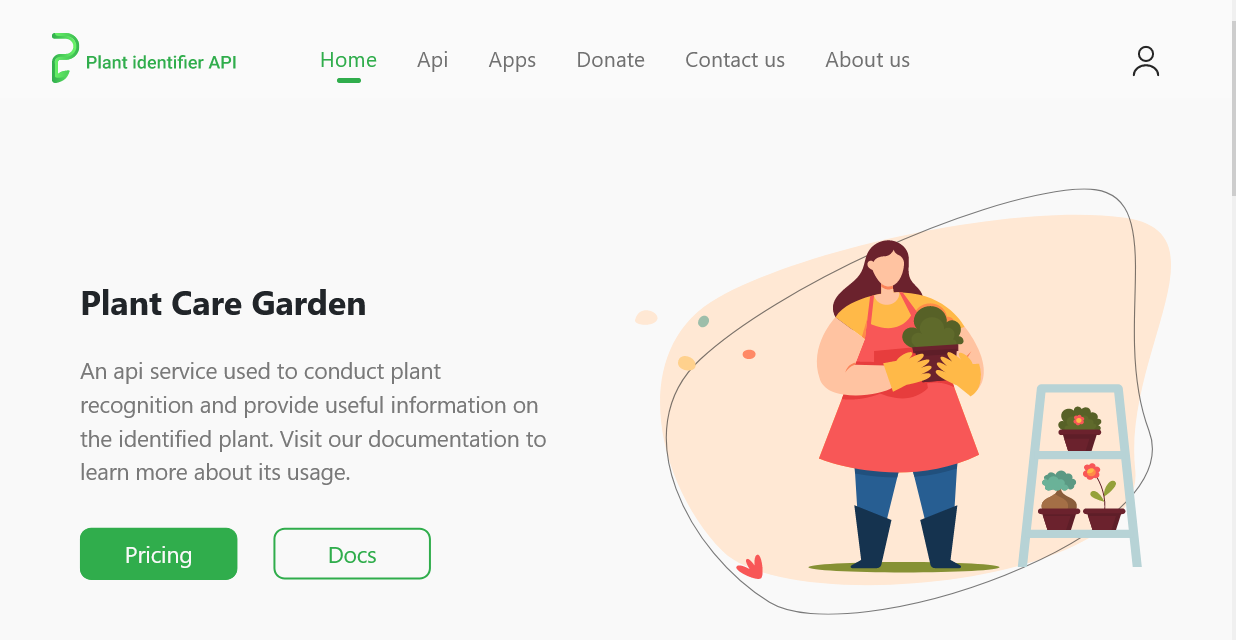 Plant identifier API Home Api Apps Donate Contact us About us
Plant Care Garden
An api service used to conduct plant
recognition and provide useful information on
the identified plant. Visit our documentation to
learn more about its usage.
Pricing Docs